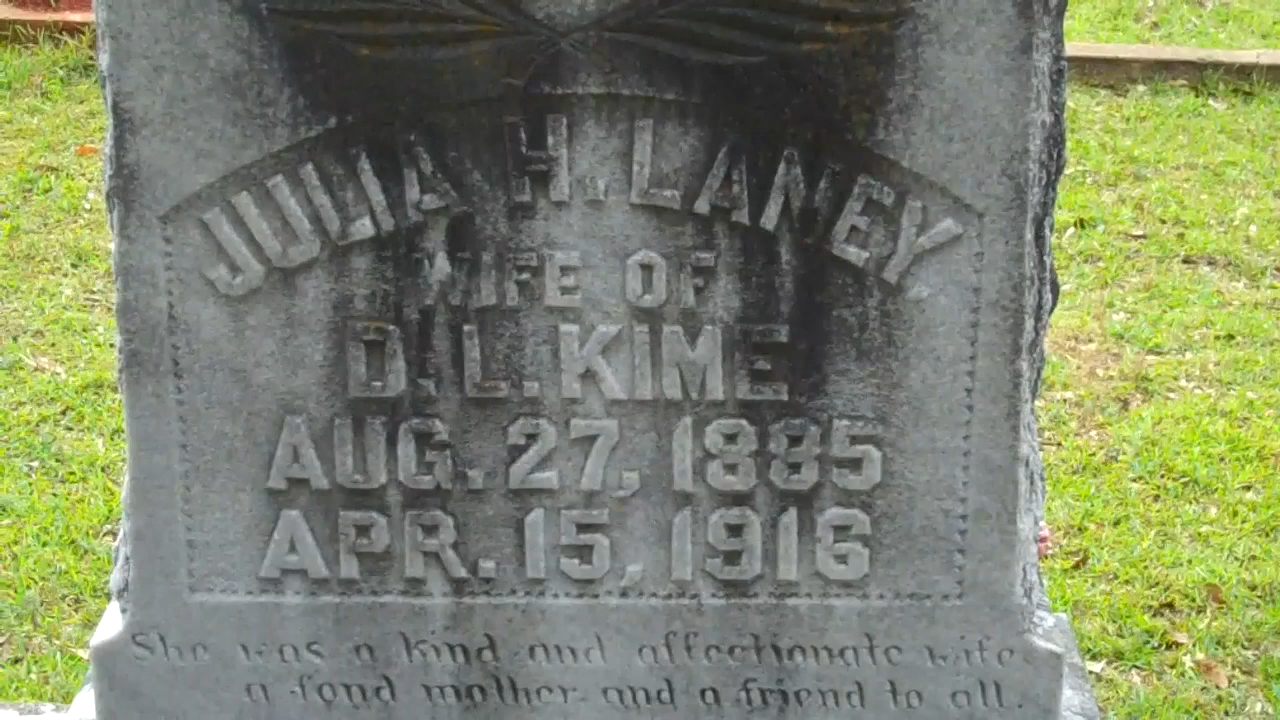 JULIA H. LANEY,
WIFE OF
D. L. KIME
AUG. 27, 1885
APR. 15, 1916
She was a kind and affectionate wife
a fond mother and a friend to all.